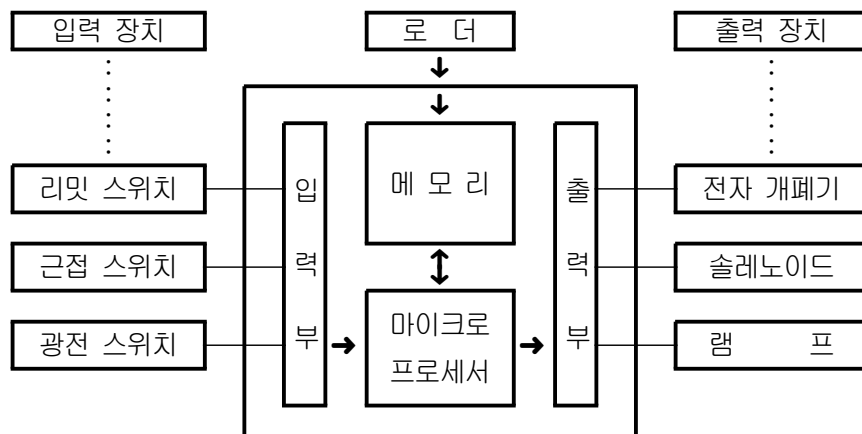 입력 장치
로 더
출력 장치
리밋 스위치
근접 스위치
광전 스위치
입
력
부
메 모 리
마이크로
프로세서
출
력
부
전자 개폐기
솔레노이드
램 프